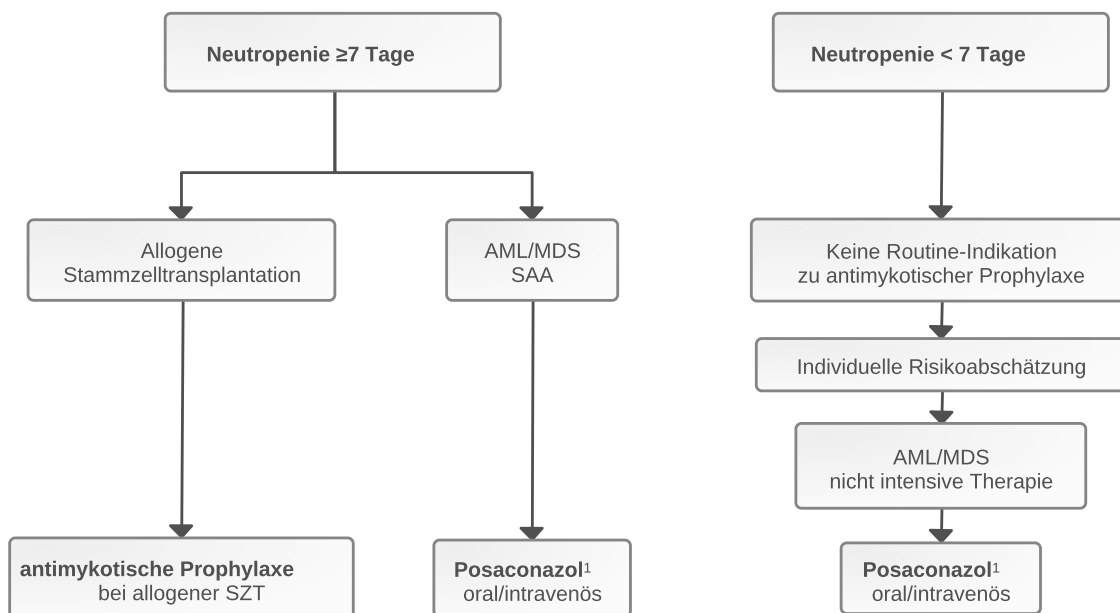 Neutropenie ≥7 Tage
Neutropenie < 7 Tage
Allogene
Stammzelltransplantation
AML/MDS
SAA
Keine Routine-Indikation
zu antimykotischer Prophylaxe
Individuelle Risikoabschätzung
AML/MDS
nicht intensive Therapie
antimykotische Prophylaxe
bei allogener SZT
Posaconazol¹
oral/intravenös
Posaconazol¹
oral/intravenös